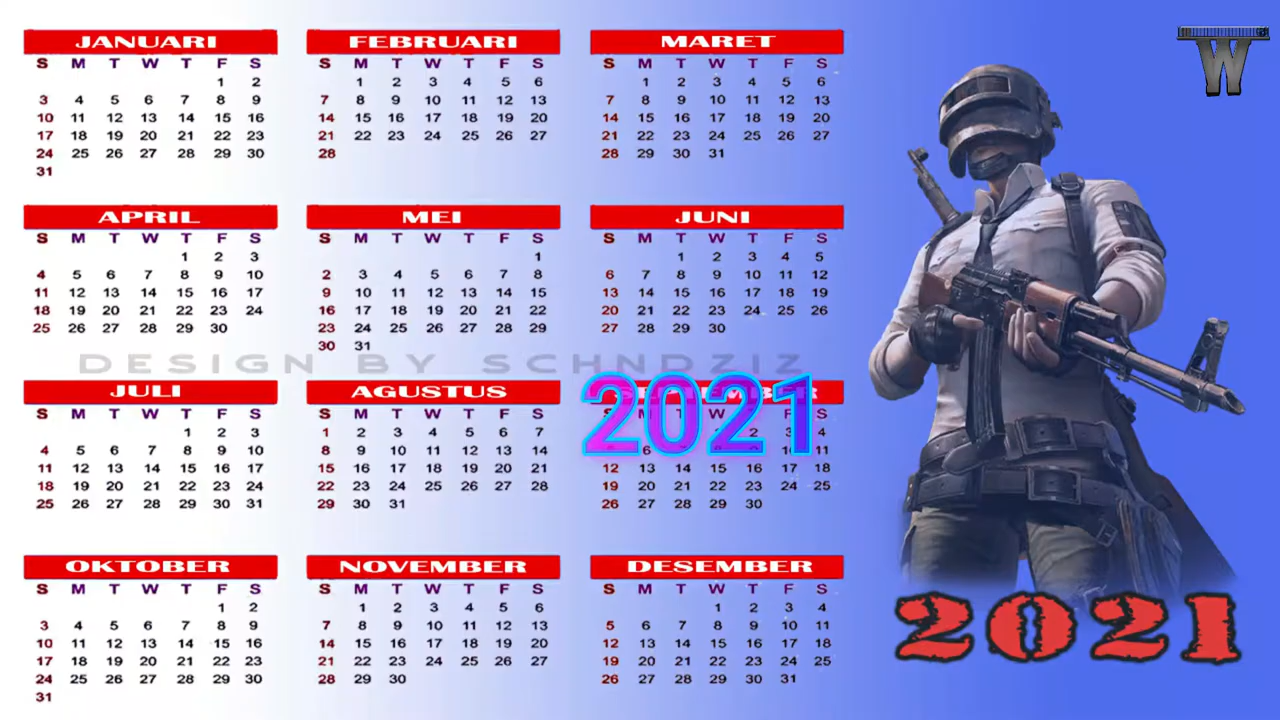 W
JANUARI
S M T W T F S
1 2
3 4 5 6 7 8 9
10 11 12 13 14 15 16
17 18 19 20 21 22 23
24 25 26 27 28 29 30
31
FEBRUARI
S M T W T F S
1 2 3 4 5 6
7 8 9 10 11 12 13
14 15 16 17 18 19 20
21 22 23 24 25 26 27
28
MARET
S M T W T F S
1 2 3 4 5 6
7 8 9 10 11 12 13
14 15 16 17 18 19 20
21 22 23 24 25 26 27
28 29 30 31
APRIL
S M T W T F S
1 2 3
4 5 6 7 8 9 10
11 12 13 14 15 16 17
18 19 20 21 22 23 24
25 26 27 28 29 30
MEI
S M T W T F S
1
2 3 4 5 6 7 8
9 10 11 12 13 14 15
16 17 18 19 20 21 22
23 24 25 26 27 28 29
30 31
JUNI
S M T W T F S
1 2 3 4 5
6 7 8 9 10 11 12
13 14 15 16 17 18 19
20 21 22 23 24 25 26
27 28 29 30
DESIGN BY SCHNDZIZ
JULI
S M T W T F S
1 2 3
4 5 6 7 8 9 10
11 12 13 14 15 16 17
18 19 20 21 22 23 24
25 26 27 28 29 30 31
AGUSTUS
S M T W T F S
1 2 3 4 5 6 7
8 9 10 11 12 13 14
15 16 17 18 19 20 21
22 23 24 25 26 27 28
29 30 31
2021
S
4
6 11
12 13 14 15 16 17 18
19 20 21 22 23 24 25
26 27 28 29 30
OKTOBER
S M T W T F S
1 2
3 4 5 6 7 8 9
10 11 12 13 14 15 16
17 18 19 20 21 22 23
24 25 26 27 28 29 30
31
NOVEMBER
S M T W T F S
1 2 3 4 5 6
7 8 9 10 11 12 13
14 15 16 17 18 19 20
21 22 23 24 25 26 27
28 29 30
DESEMBER
S M T W T F S
1 2 3 4
5 6 7 8 9 10 11
12 13 14 15 16 17 18
19 20 21 22 23 24 25
26 27 28 29 30 31
2021